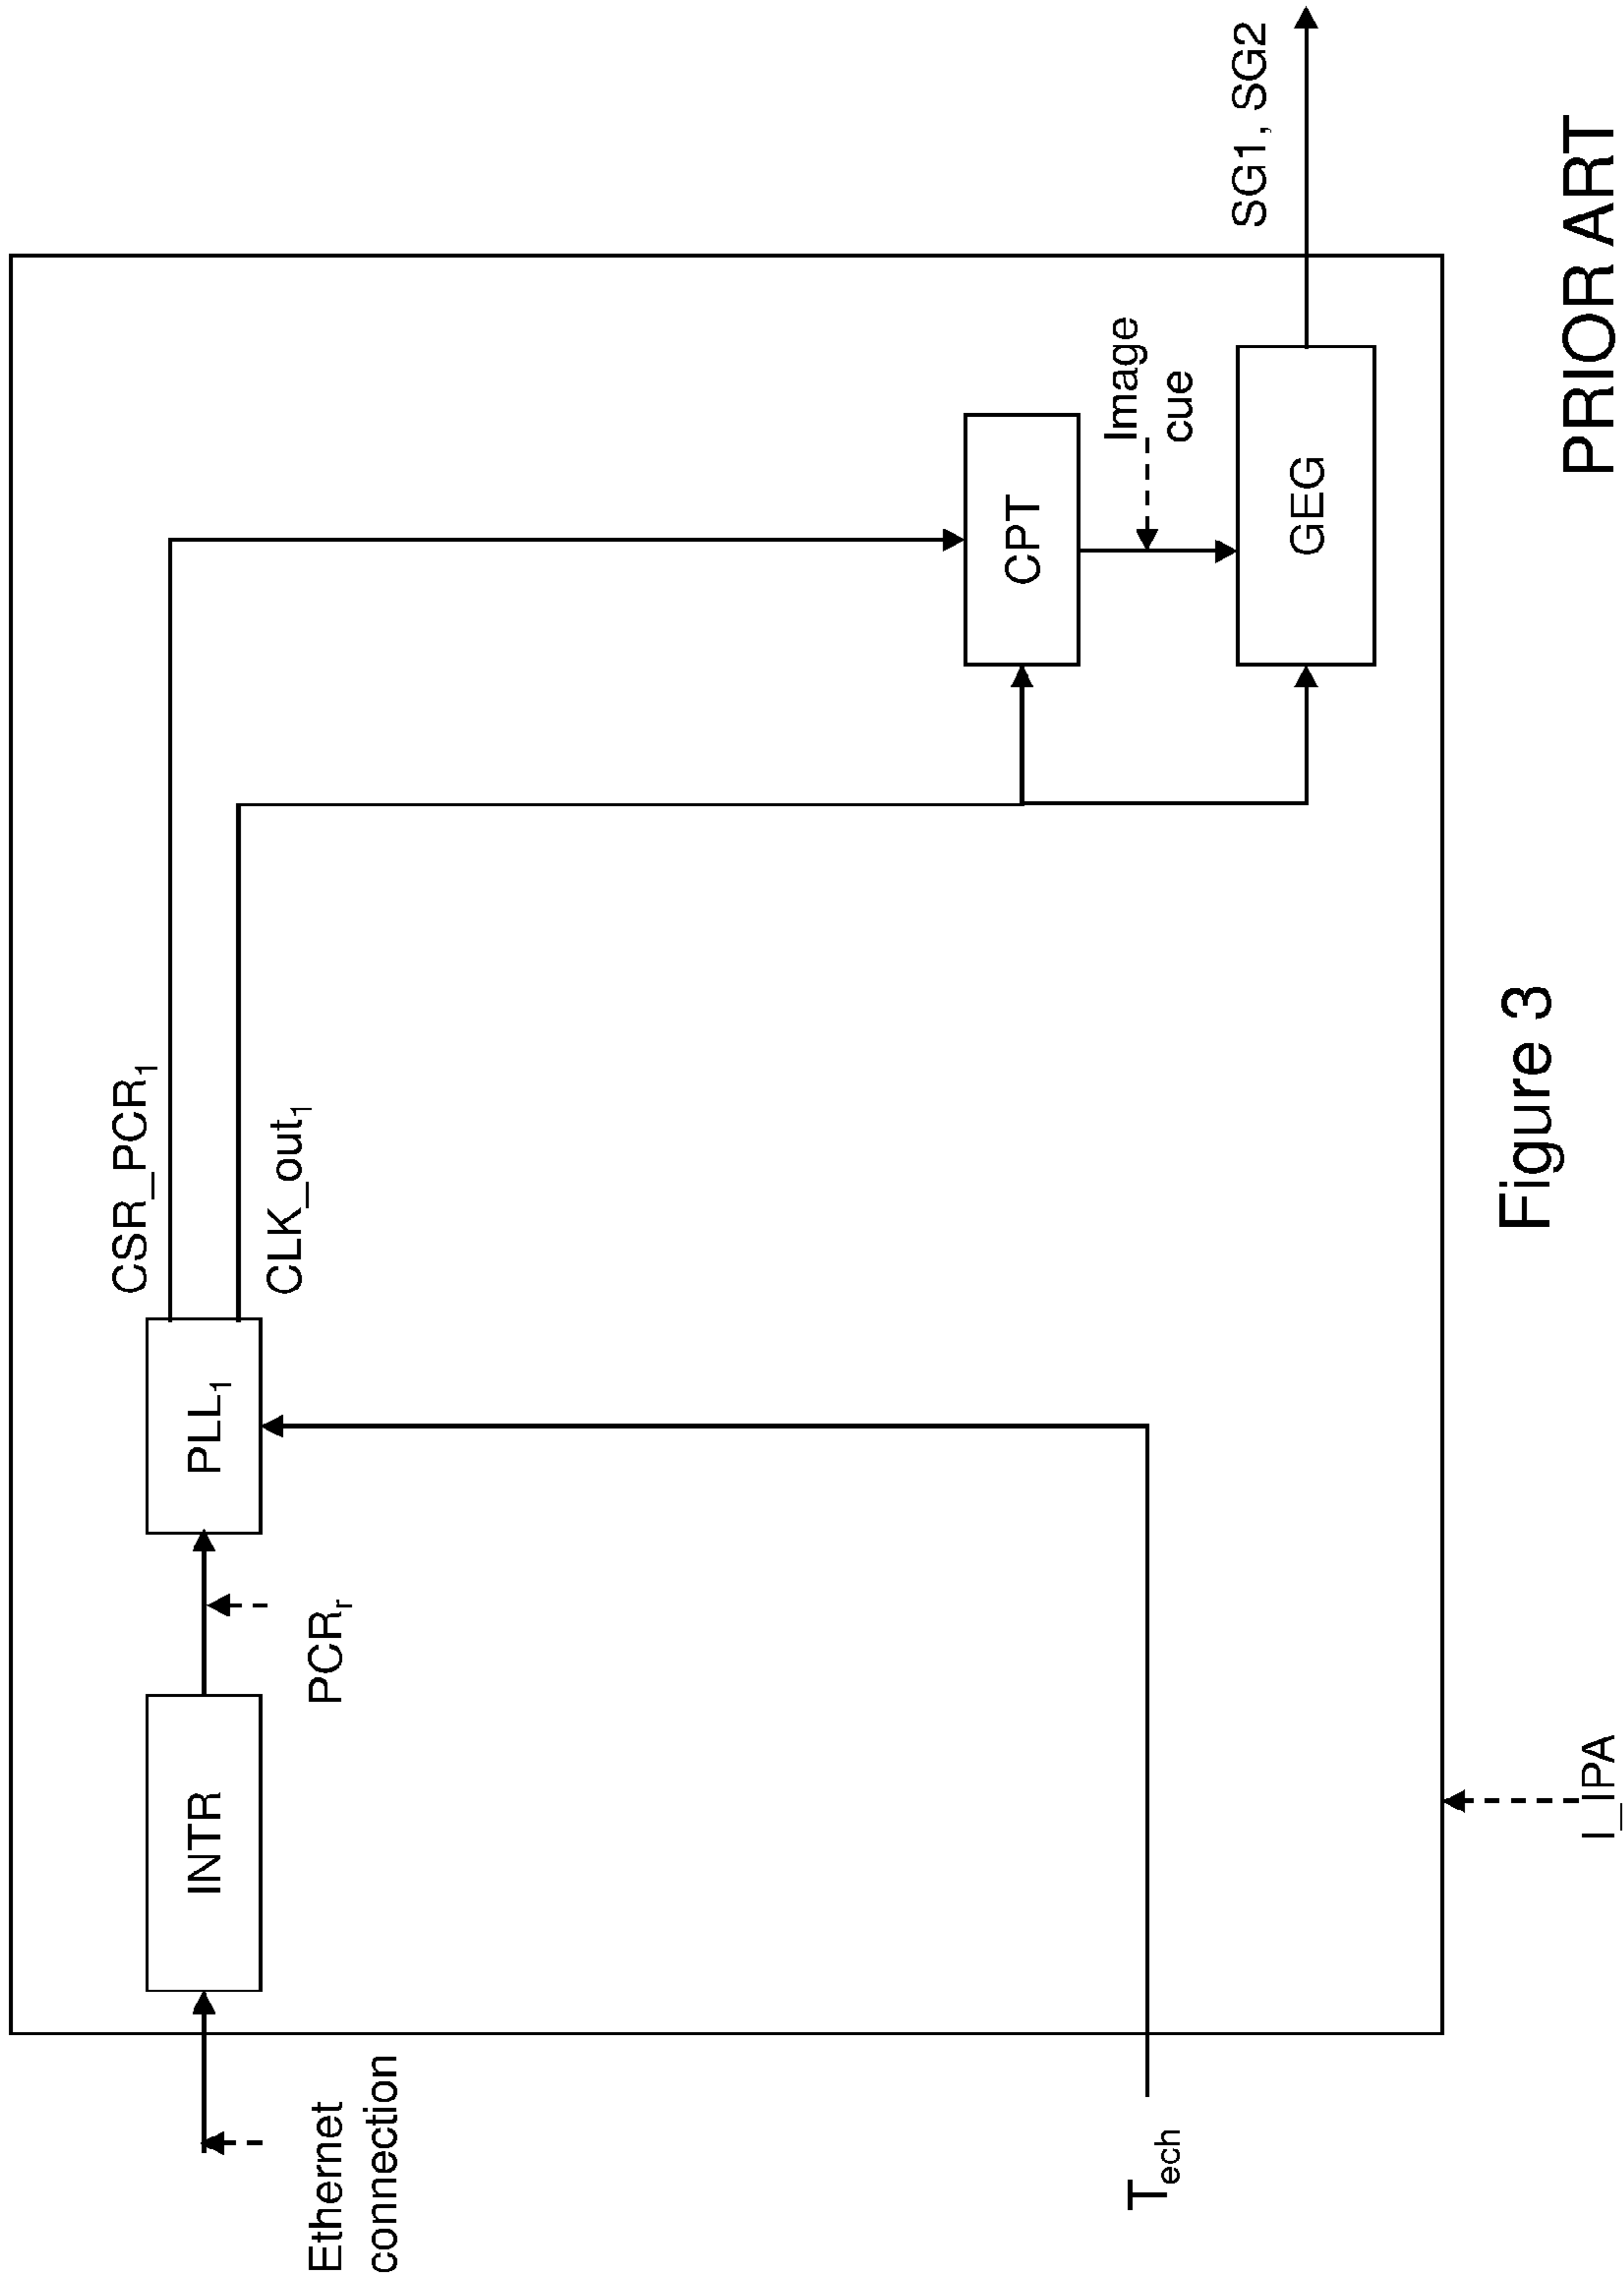 CSR_PCR₁
SG1, SG2
INTR
PLL₁
CLK_out₁
Ethernet
connection
PCRᵣ
CPT
Image
cue
GEG
Tech
I_IPA
Figure 3
PRIOR ART